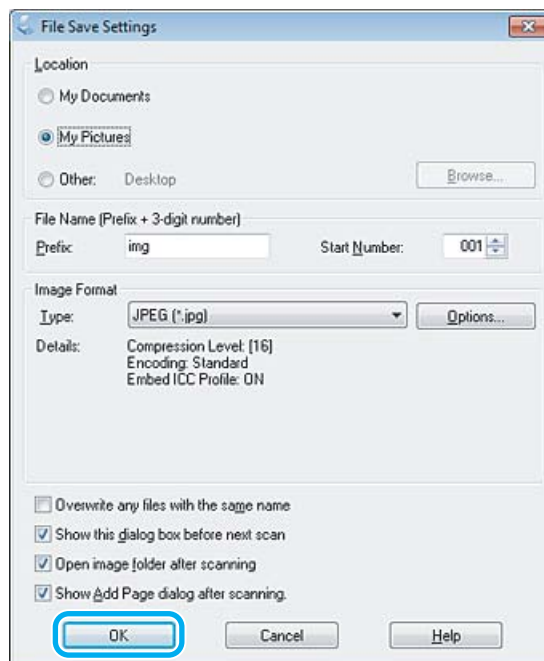 File Save Settings
Location
My Documents
My Pictures
Other: Desktop Browse...
File Name (Prefix + 3-digit number)
Prefix: img Start Number: 001
Image Format
Type: JPEG (*.jpg) Options...
Details: Compression Level: [16]
Encoding: Standard
Embed ICC Profile: ON
Overwrite any files with the same name
Show this dialog box before next scan
Open image folder after scanning
Show Add Page dialog after scanning.
OK Cancel Help